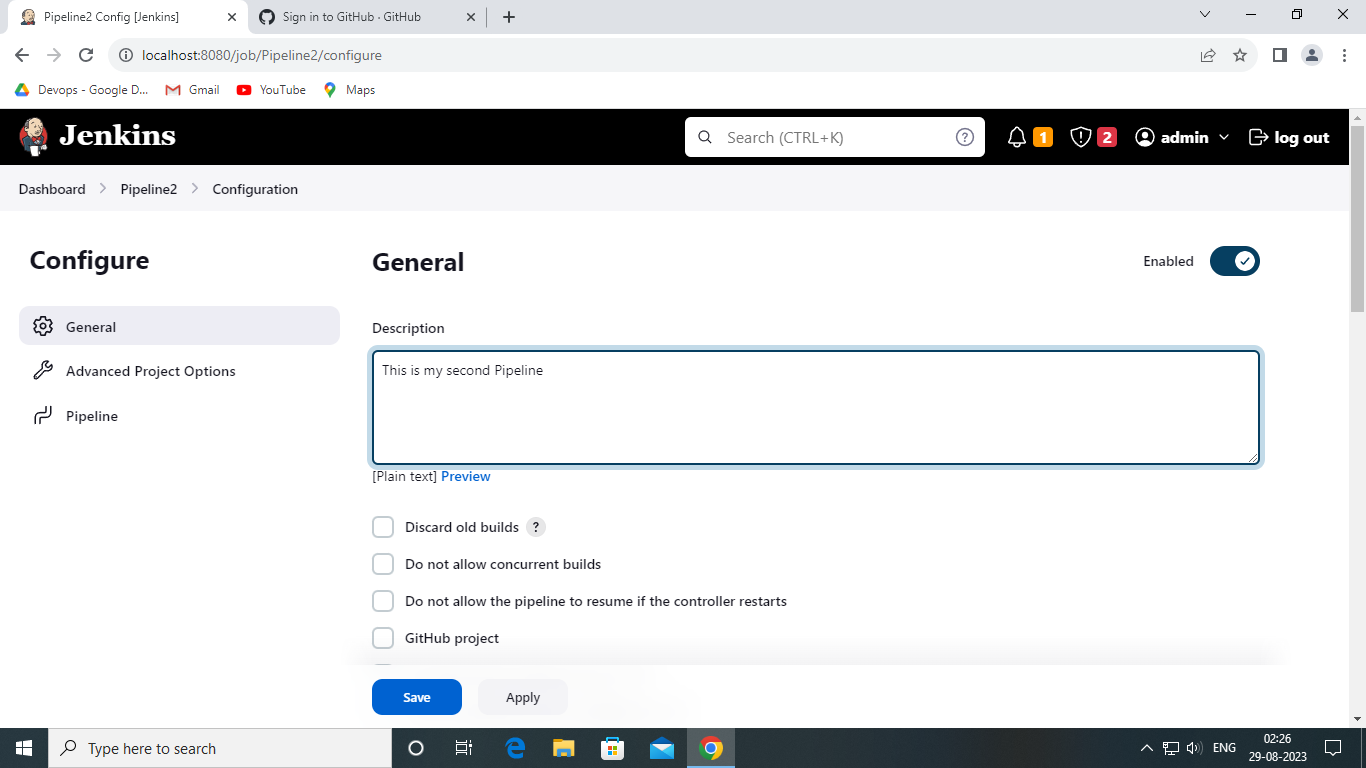 Pipeline2 Config [Jenkins]
Sign in to GitHub · GitHub
localhost:8080/job/Pipeline2/configure
Devops - Google D...
Gmail
YouTube
Maps
Jenkins
Search (CTRL+K)
?
1
2
admin
log out
Dashboard
Pipeline2
Configuration
Configure
General
Advanced Project Options
Pipeline
General
Enabled
Description
This is my second Pipeline
[Plain text] Preview
Discard old builds ?
Do not allow concurrent builds
Do not allow the pipeline to resume if the controller restarts
GitHub project
Save
Apply
Type here to search
ENG
02:26
29-08-2023